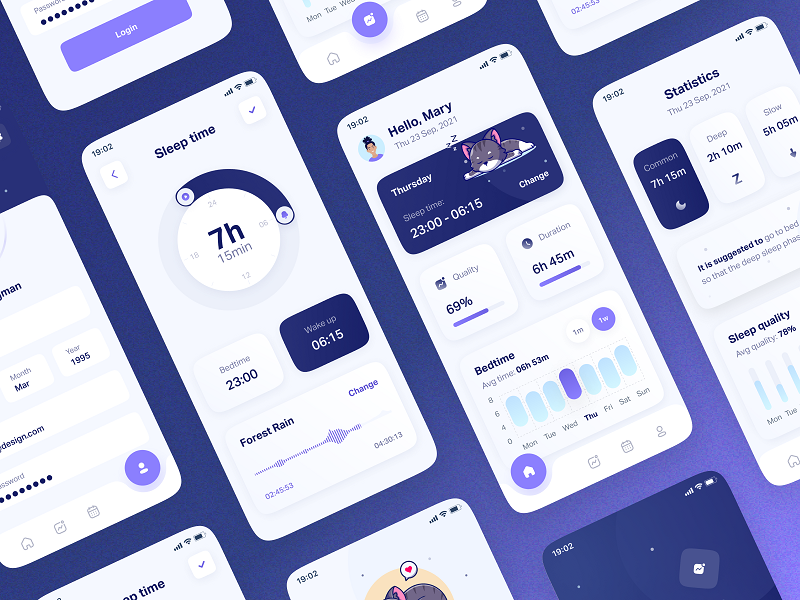 Password
Login
Mon Tue Wed
02:45:53
19:02
Sleep time
24
06
12
18
7h
15min
Bedtime
23:00
Wake up
06:15
Forest Rain
Change
04:30:13
02:45:53
19:02
Hello, Mary
Thu 23 Sep, 2021
z
z
z
Thursday
Sleep time:
23:00 - 06:15
Change
Quality
69%
Duration
6h 45m
Bedtime
Avg time: 06h 53m
1m
1w
8
6
4
0
Mon Tue Wed Thu Fri Sat Sun
19:02
Statistics
Thu 23 Sep, 2021
Common
7h 15m
Deep
2h 10m
Z
Slow
5h 05m
It is suggested to go to bed
so that the deep sleep phas
Sleep quality
Avg quality: 78%
Mon Tue
Month
Mar
Year
1995
design.com
19:02
time
19:02
19:02